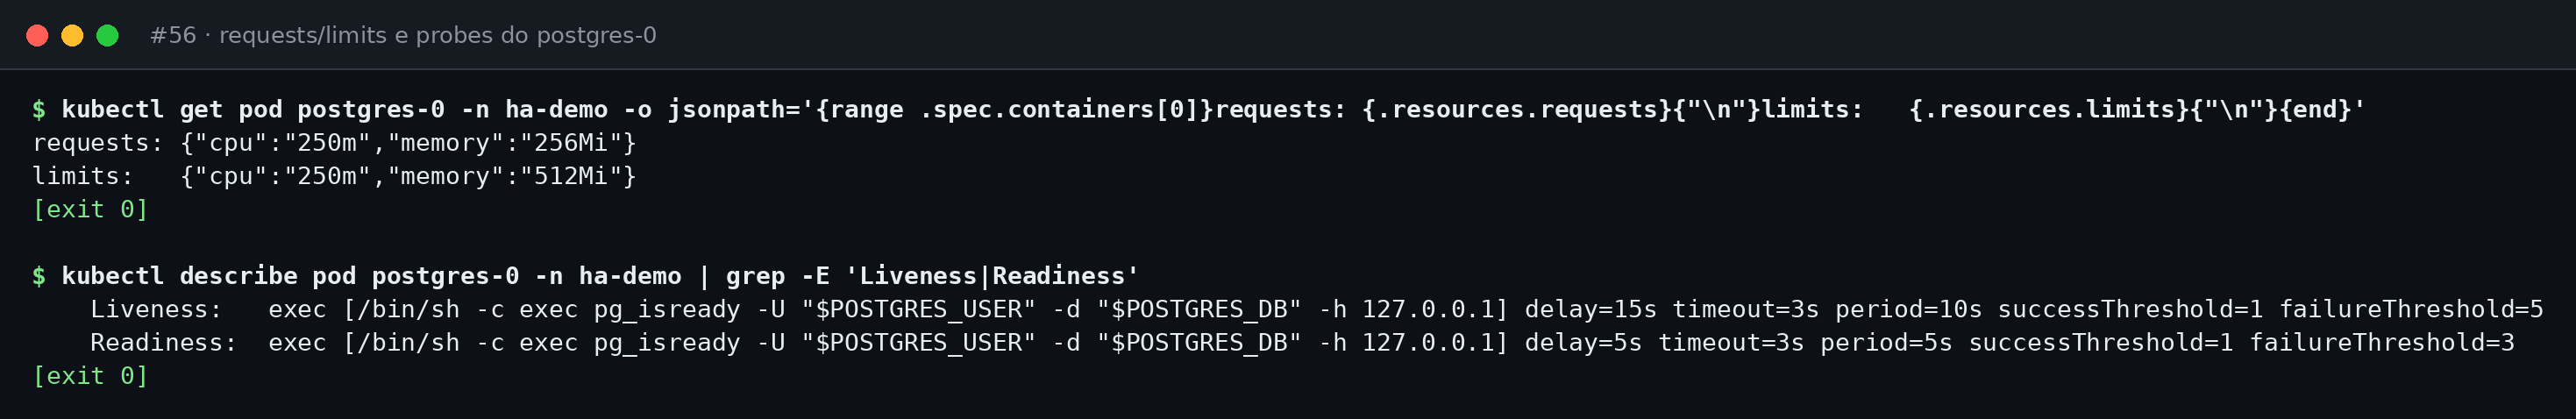 #56 · requests/limits e probes do postgres-0
$ kubectl get pod postgres-0 -n ha-demo -o jsonpath='{range .spec.containers[0]}requests: {.resources.requests}{"\n"}limits:   {.resources.limits}{"\n"}{end}'
requests: {"cpu":"250m","memory":"256Mi"}
limits:   {"cpu":"250m","memory":"512Mi"}
[exit 0]
$ kubectl describe pod postgres-0 -n ha-demo | grep -E 'Liveness|Readiness'
    Liveness:   exec [/bin/sh -c exec pg_isready -U "$POSTGRES_USER" -d "$POSTGRES_DB" -h 127.0.0.1] delay=15s timeout=3s period=10s successThreshold=1 failureThreshold=5
    Readiness:  exec [/bin/sh -c exec pg_isready -U "$POSTGRES_USER" -d "$POSTGRES_DB" -h 127.0.0.1] delay=5s timeout=3s period=5s successThreshold=1 failureThreshold=3
[exit 0]